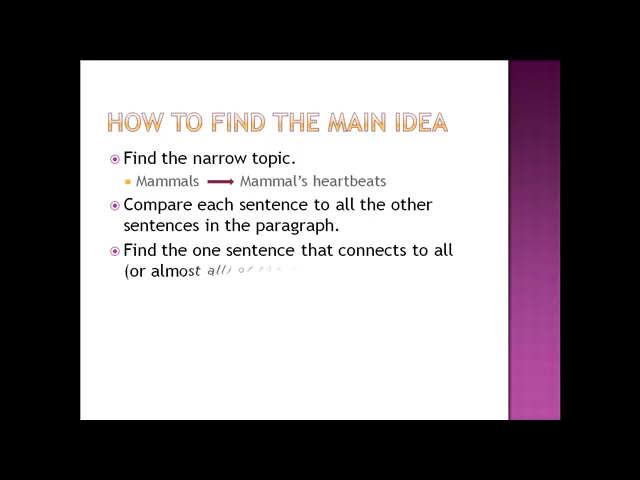 HOW TO FIND THE MAIN IDEA
Find the narrow topic.
Mammals Mammal's heartbeats
Compare each sentence to all the other
sentences in the paragraph.
Find the one sentence that connects to all
(or almost all) of